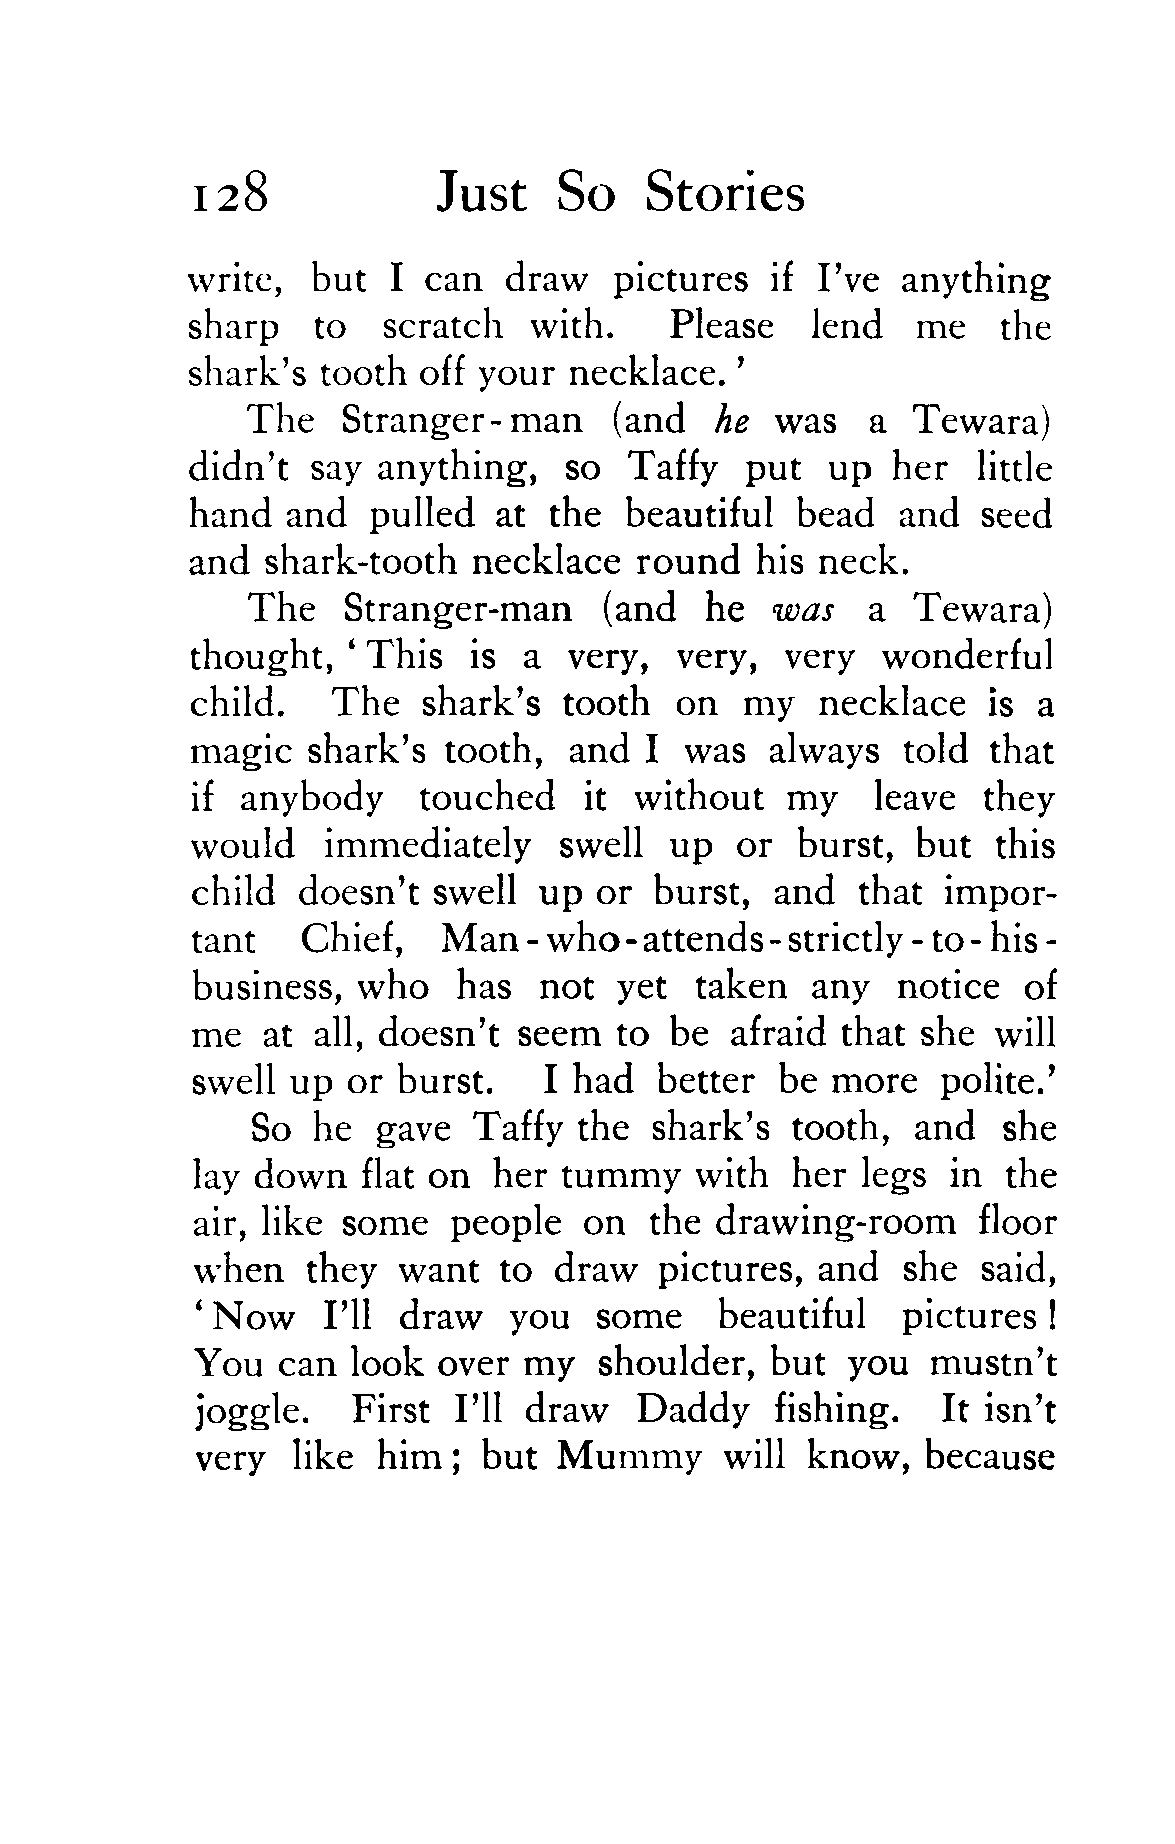 128 Just So Stories
write, but I can draw pictures if I've anything
sharp to scratch with. Please lend me the
shark's tooth off your necklace.'
The Stranger-man (and he was a Tewara)
didn't say anything, so Taffy put up her little
hand and pulled at the beautiful bead and seed
and shark-tooth necklace round his neck.
The Stranger-man (and he was a Tewara)
thought, 'This is a very, very, very wonderful
child. The shark's tooth on my necklace is a
magic shark's tooth, and I was always told that
if anybody touched it without my leave they
would immediately swell up or burst, but this
child doesn't swell up or burst, and that impor-
tant Chief, Man-who-attends-strictly-to-his-
business, who has not yet taken any notice of
me at all, doesn't seem to be afraid that she will
swell up or burst. I had better be more polite.'
So he gave Taffy the shark's tooth, and she
lay down flat on her tummy with her legs in the
air, like some people on the drawing-room floor
when they want to draw pictures, and she said,
'Now I'll draw you some beautiful pictures!
You can look over my shoulder, but you mustn't
joggle. First I'll draw Daddy fishing. It isn't
very like him; but Mummy will know, because